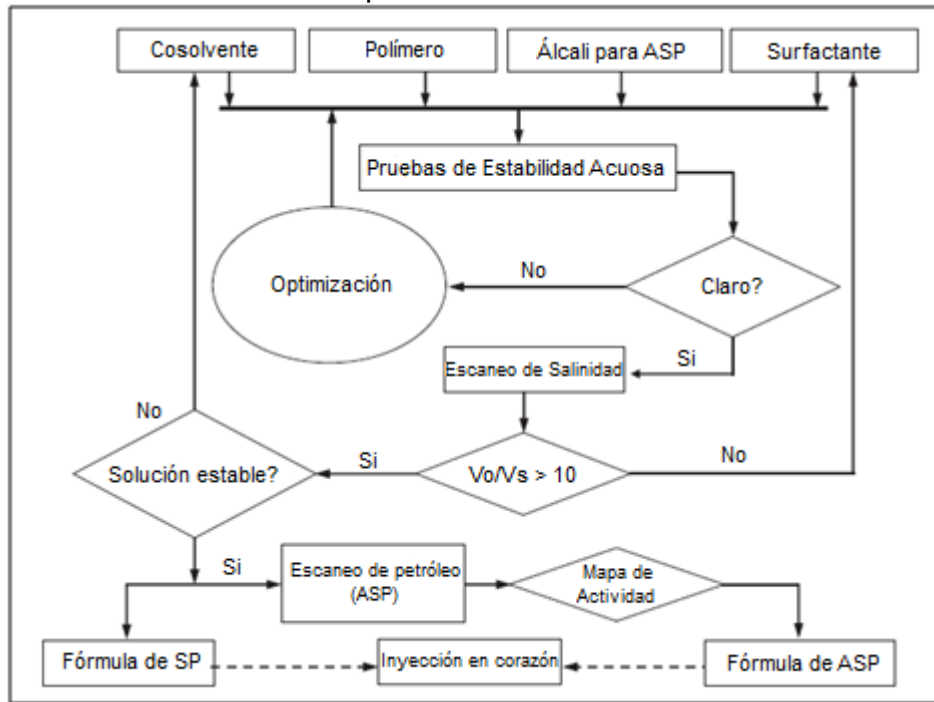 Cosolvente
Polímero
Álcali para ASP
Surfactante
Pruebas de Estabilidad Acuosa
Optimización
No
Claro?
Escaneo de Salinidad
Si
No
Solución estable?
Si
Vo/Vs > 10
No
Si
Escaneo de petróleo
(ASP)
Mapa de
Actividad
Fórmula de SP
Inyección en corazón
Fórmula de ASP